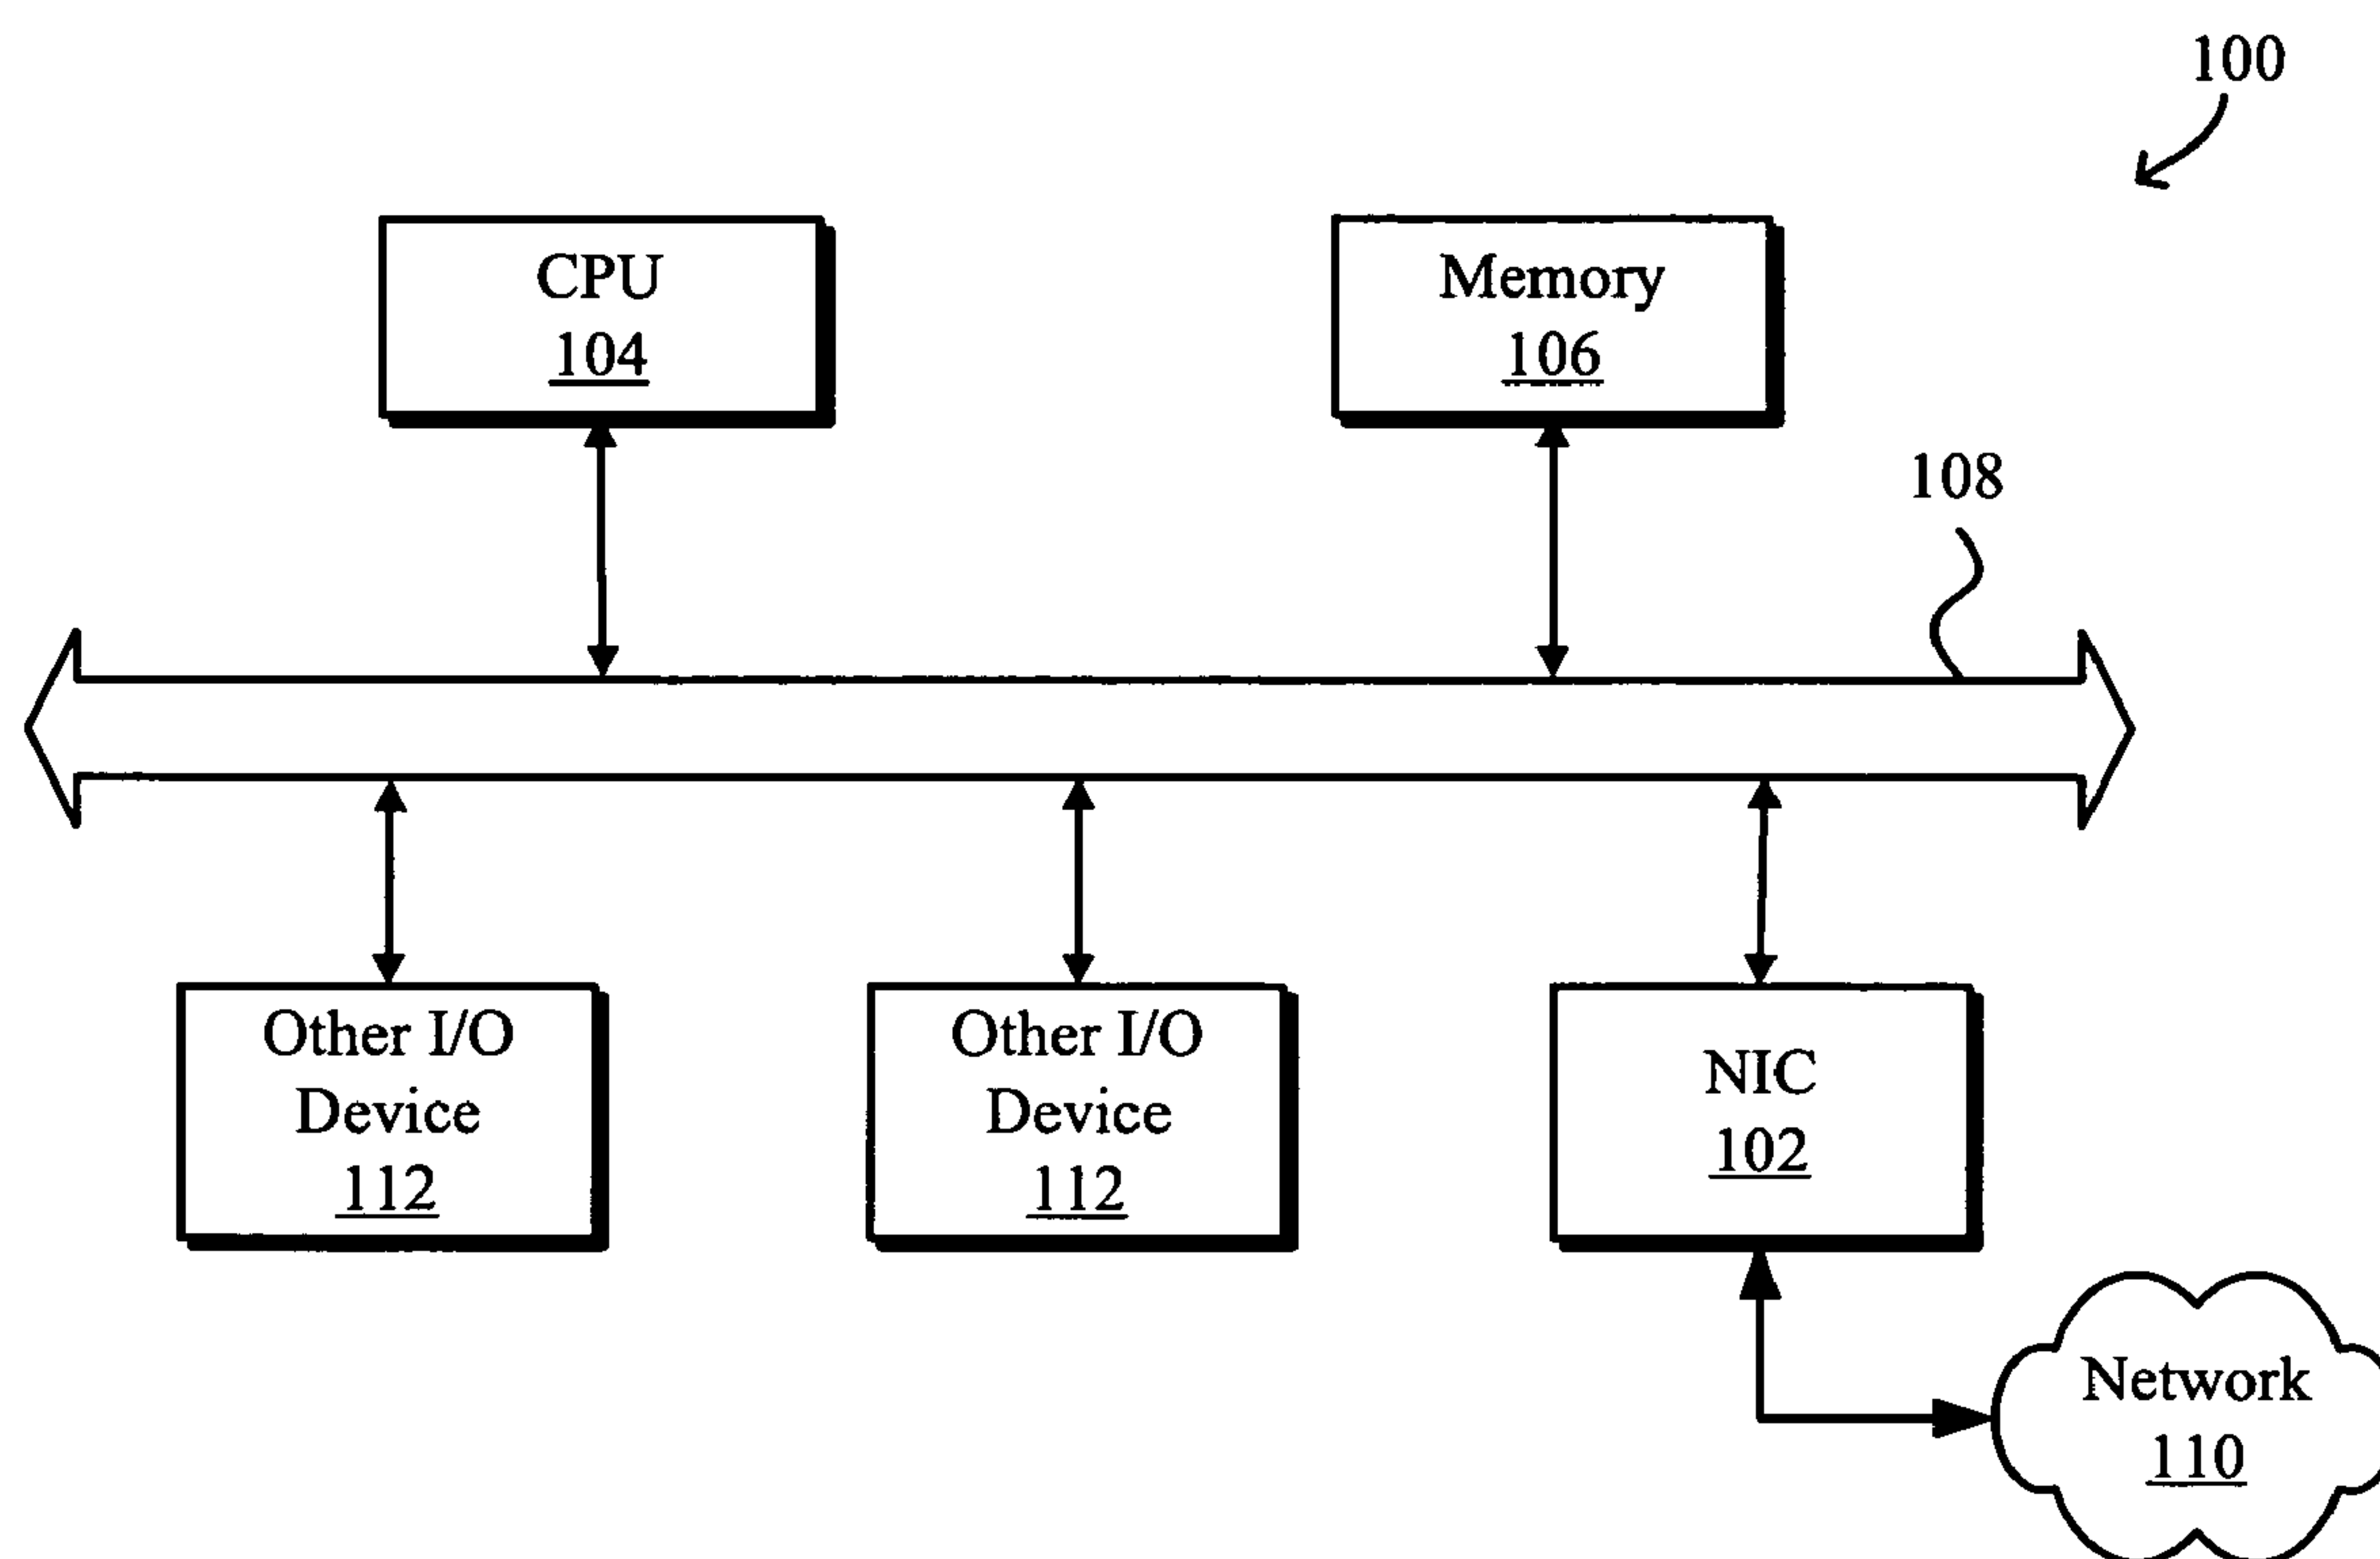 100
CPU
104
Memory
106
108
Other I/O
Device
112
Other I/O
Device
112
NIC
102
Network
110